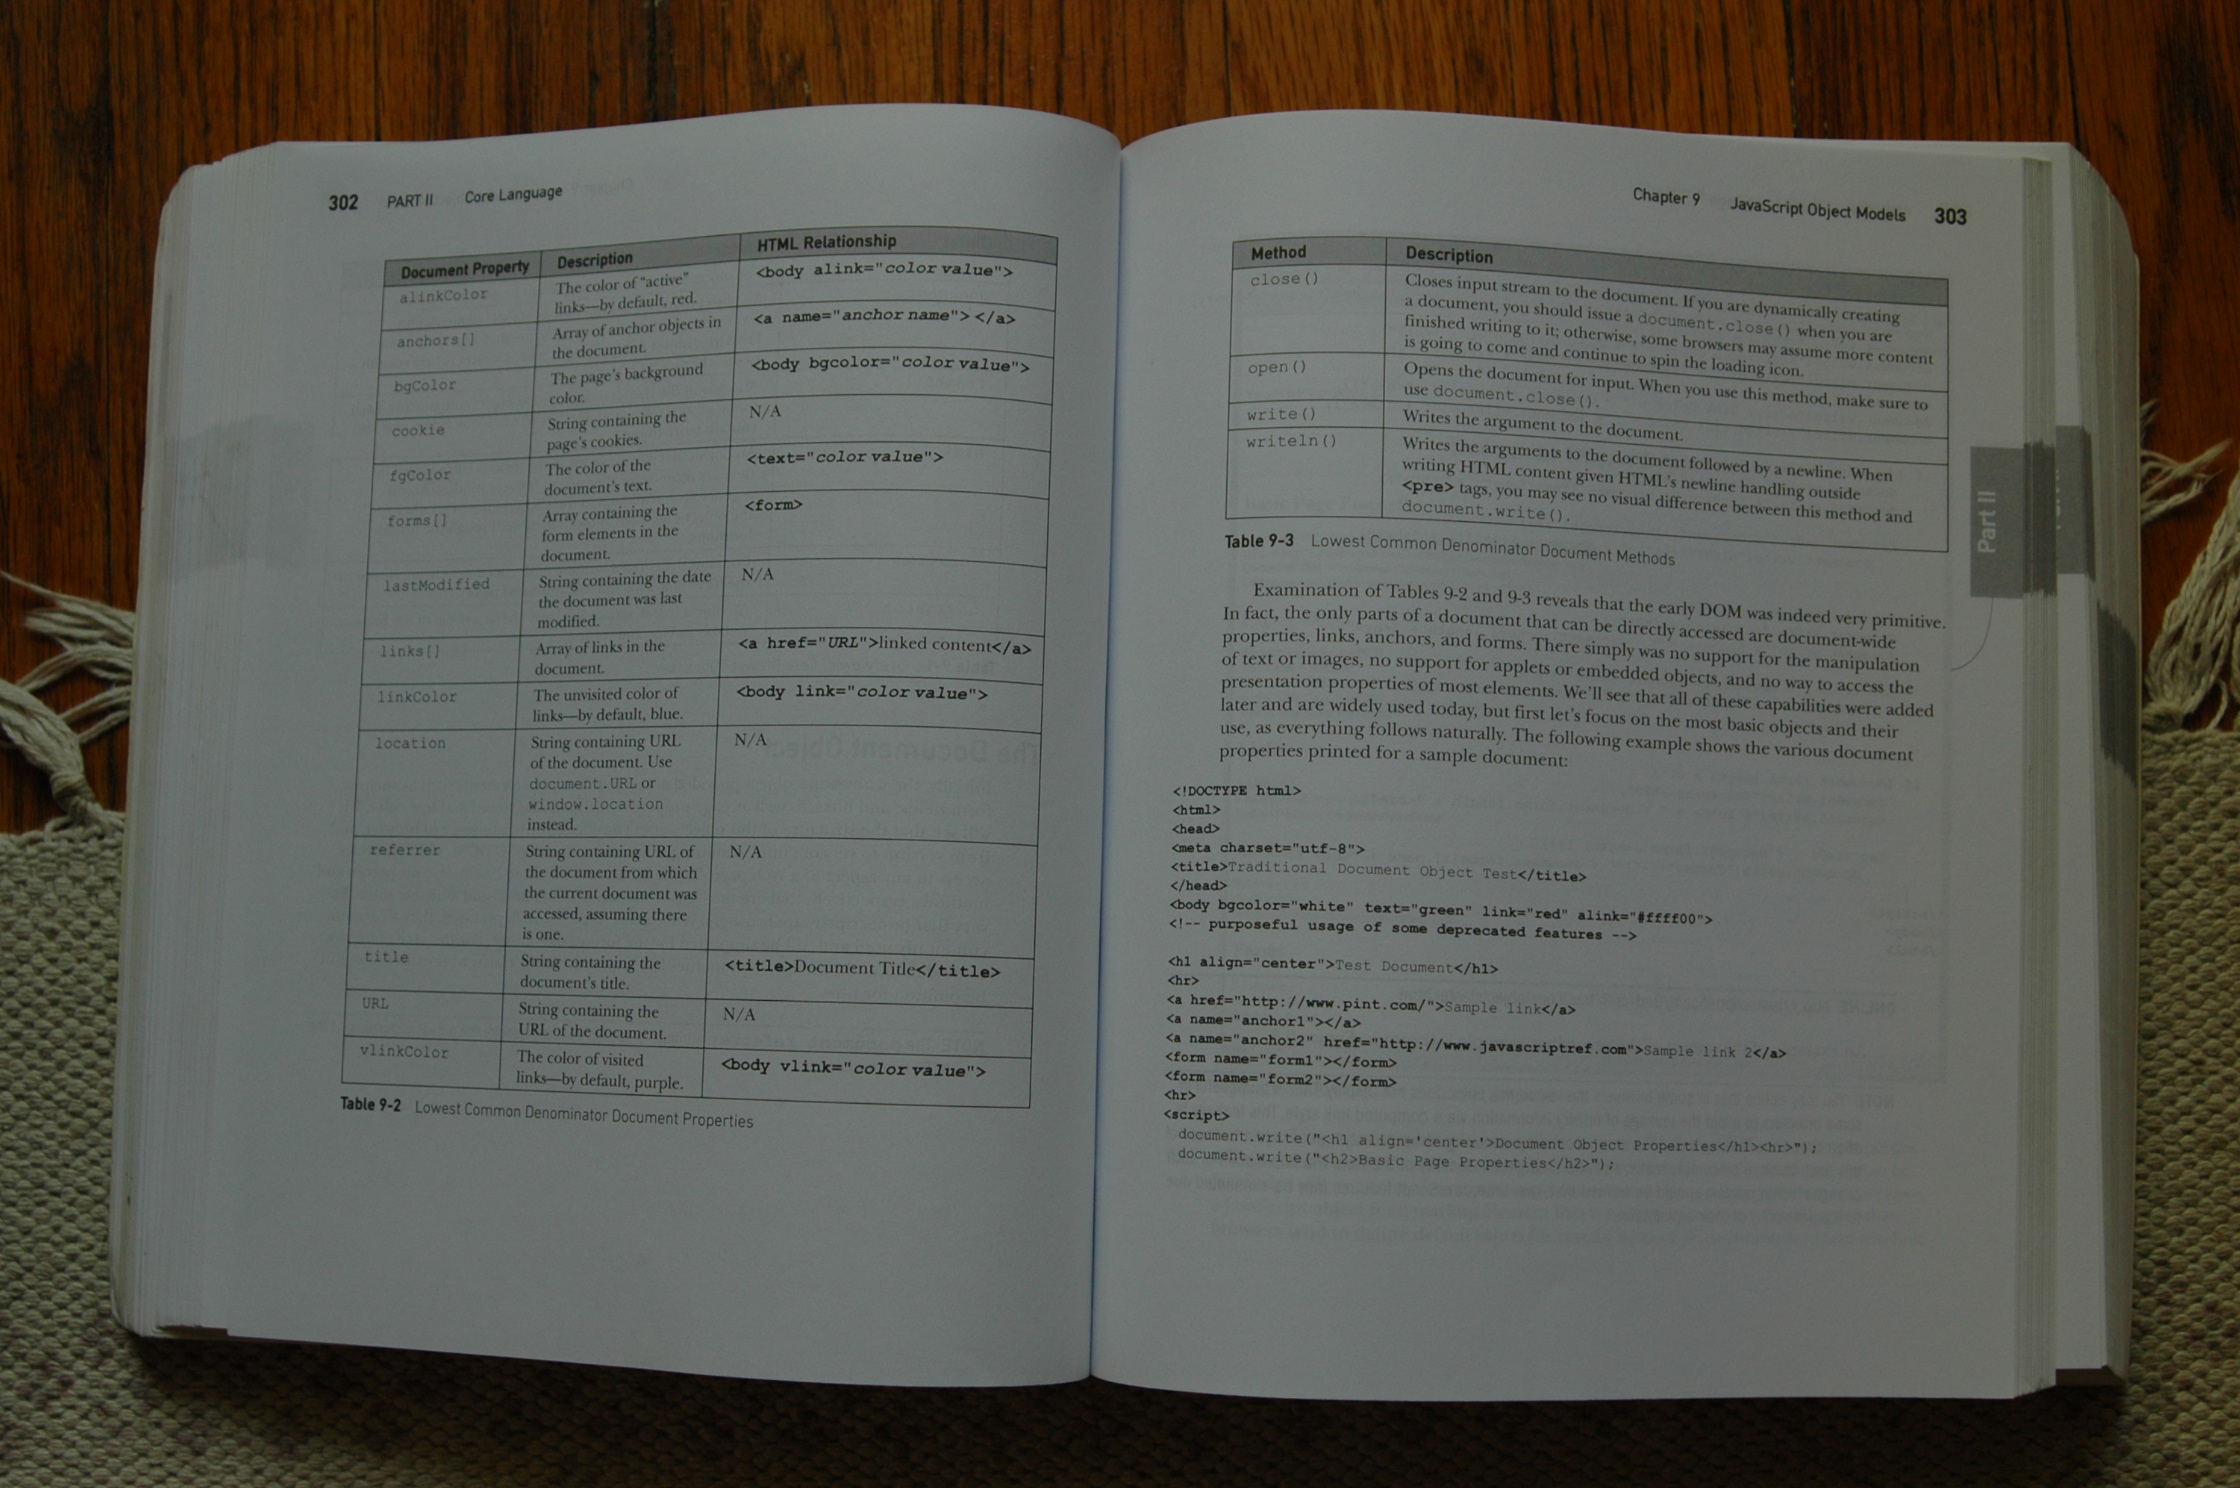 302 PART II Core Language
Document Property Description HTML Relationship
alinkColor The color of "active" <body alink="color value">
links—by default, red.
anchors[] Array of anchor objects in <a name="anchor name"> </a>
the document.
bgColor The page's background <body bgcolor="color value">
color.
cookie String containing the N/A
page's cookies.
fgColor The color of the <text="color value">
document's text.
forms[] Array containing the <form>
form elements in the
document.
lastModified String containing the date N/A
the document was last
modified.
links[] Array of links in the <a href="URL">linked content</a>
document.
linkColor The unvisited color of <body link="color value">
links—by default, blue.
location String containing URL N/A
of the document. Use
document.URL or
window.location
instead.
referrer String containing URL of N/A
the document from which
the current document was
accessed, assuming there
is one.
title String containing the <title>Document Title</title>
document's title.
URL String containing the N/A
URL of the document.
vlinkColor The color of visited <body vlink="color value">
links—by default, purple.
Table 9-2 Lowest Common Denominator Document Properties
Chapter 9 JavaScript Object Models 303
Method Description
close() Closes input stream to the document. If you are dynamically creating
a document, you should issue a document.close() when you are
finished writing to it; otherwise, some browsers may assume more content
is going to come and continue to spin the loading icon.
open() Opens the document for input. When you use this method, make sure to
use document.close().
write() Writes the argument to the document.
writeln() Writes the arguments to the document followed by a newline. When
writing HTML content given HTML's newline handling outside
<pre> tags, you may see no visual difference between this method and
document.write().
Table 9-3 Lowest Common Denominator Document Methods
Part II
Examination of Tables 9-2 and 9-3 reveals that the early DOM was indeed very primitive.
In fact, the only parts of a document that can be directly accessed are document-wide
properties, links, anchors, and forms. There simply was no support for the manipulation
of text or images, no support for applets or embedded objects, and no way to access the
presentation properties of most elements. We'll see that all of these capabilities were added
later and are widely used today, but first let's focus on the most basic objects and their
use, as everything follows naturally. The following example shows the various document
properties printed for a sample document:
<!DOCTYPE html>
<html>
<head>
<meta charset="utf-8">
<title>Traditional Document Object Test</title>
</head>
<body bgcolor="white" text="green" link="red" alink="#ffff00">
<!-- purposeful usage of some deprecated features -->
<h1 align="center">Test Document</h1>
<hr>
<a href="http://www.pint.com/">Sample link</a>
<a name="anchor1"></a>
<a name="anchor2" href="http://www.javascriptref.com">Sample link 2</a>
<form name="form1"></form>
<form name="form2"></form>
<hr>
<script>
document.write("<h1 align='center'>Document Object Properties</h1><hr>");
document.write("<h2>Basic Page Properties</h2>");